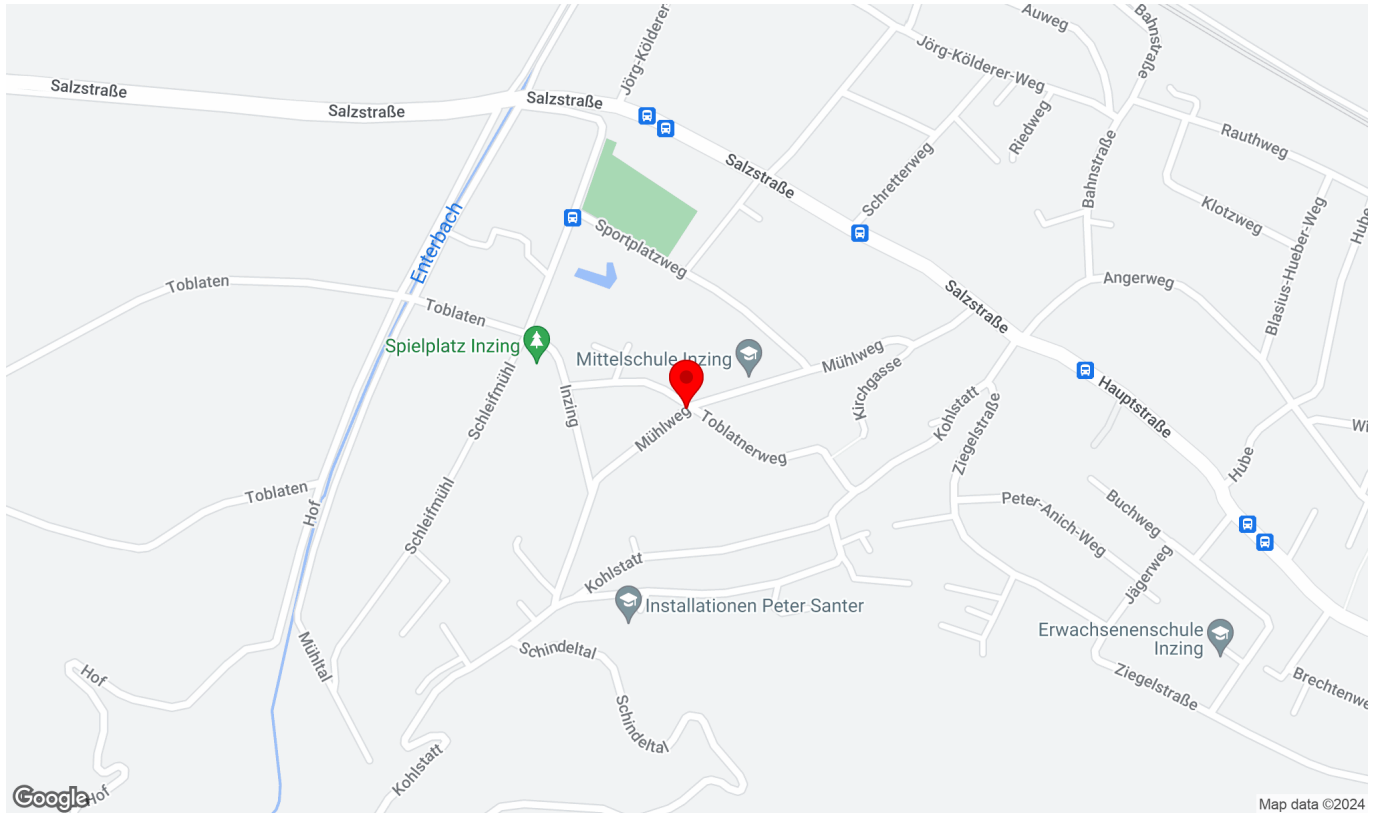 Auweg
Bahnstraße
Jörg-Kölderer-Weg
Jörg-Kölderer
Salzstraße
Salzstraße
Salzstraße
Riedweg
Rauthweg
Bahnstraße
Schretterweg
Salzstraße
Klotzweg
Blasius-Hueber-Weg
Hube
Enterbach
Sportplatzweg
Toblaten
Angerweg
Toblaten
Salzstraße
Spielplatz Inzing
Mittelschule Inzing
Mühlweg
Kirchgasse
Schleifmühl
Inzing
Mühlweg
Toblatnerweg
Kohlstatt
Ziegelstraße
Hauptstraße
Wi
Hube
Toblaten
Hof
Schleifmühl
Peter-Anich-Weg
Buchweg
Kohlstatt
Jägerweg
Installationen Peter Santer
Erwachsenenschule
Inzing
Mühltal
Schindeltal
Hof
Ziegelstraße
Brechtenwe
Schindeltal
Kohlstatt
Google
Hof
Map data ©2024